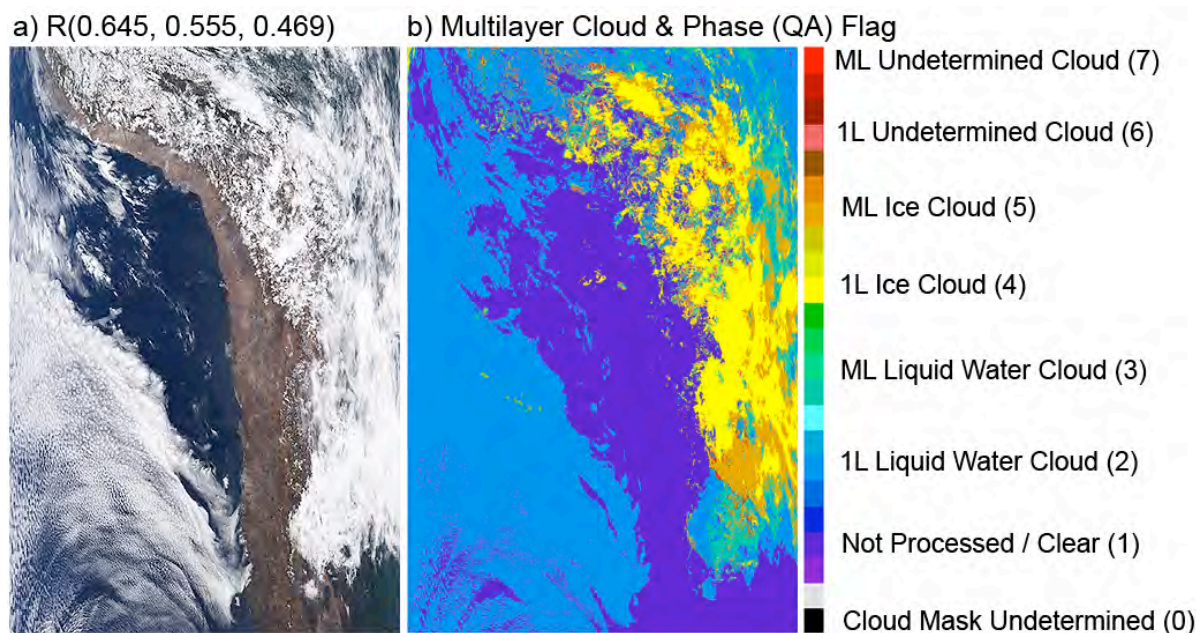 a) R(0.645, 0.555, 0.469)
b) Multilayer Cloud & Phase (QA) Flag
ML Undetermined Cloud (7)
1L Undetermined Cloud (6)
ML Ice Cloud (5)
1L Ice Cloud (4)
ML Liquid Water Cloud (3)
1L Liquid Water Cloud (2)
Not Processed / Clear (1)
Cloud Mask Undetermined (0)